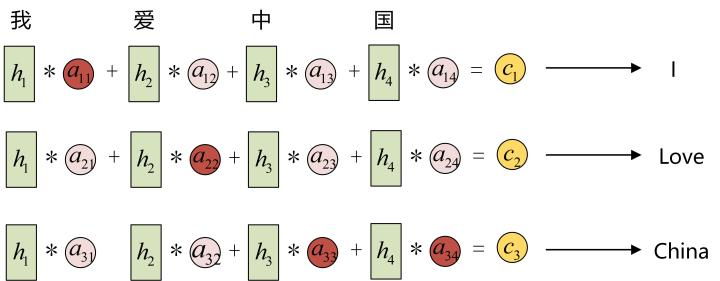 我 爱 中 国
h₁ * a₁₁ + h₂ * a₁₂ + h₃ * a₁₃ + h₄ * a₁₄ = c₁ I
h₁ * a₂₁ + h₂ * a₂₂ + h₃ * a₂₃ + h₄ * a₂₄ = c₂ Love
h₁ * a₃₁ h₂ * a₃₂ + h₃ * a₃₃ + h₄ * a₃₄ = c₃ China